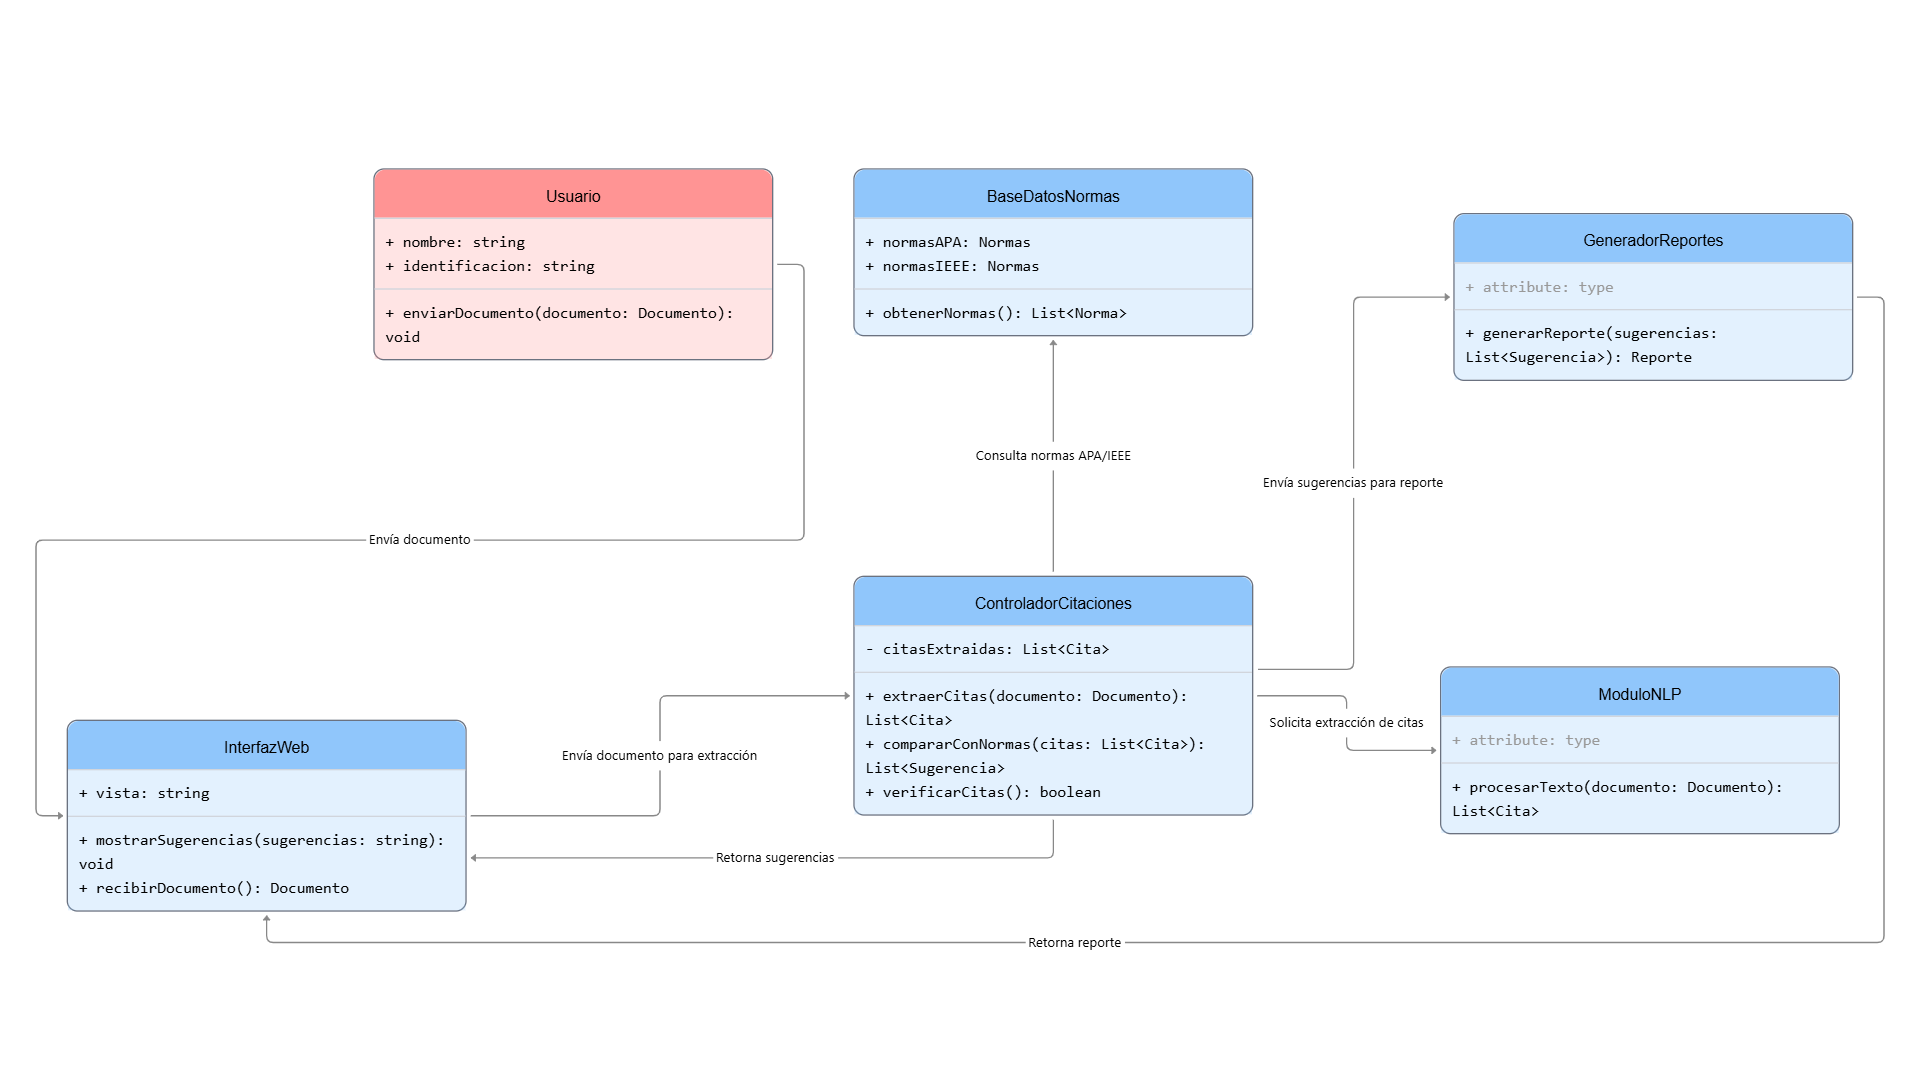 Usuario
+ nombre: string
+ identificacion: string
+ enviarDocumento(documento: Documento):
void
BaseDatosNormas
+ normasAPA: Normas
+ normasIEEE: Normas
+ obtenerNormas(): List<Norma>
GeneradorReportes
+ attribute: type
+ generarReporte(sugerencias:
List<Sugerencia>): Reporte
Consulta normas APA/IEEE
Envía sugerencias para reporte
Envía documento
ControladorCitaciones
- citasExtraidas: List<Cita>
+ extraerCitas(documento: Documento):
List<Cita>
+ compararConNormas(citas: List<Cita>):
List<Sugerencia>
+ verificarCitas(): boolean
Solicita extracción de citas
ModuloNLP
+ attribute: type
+ procesarTexto(documento: Documento):
List<Cita>
InterfazWeb
+ vista: string
+ mostrarSugerencias(sugerencias: string):
void
+ recibirDocumento(): Documento
Envía documento para extracción
Retorna sugerencias
Retorna reporte